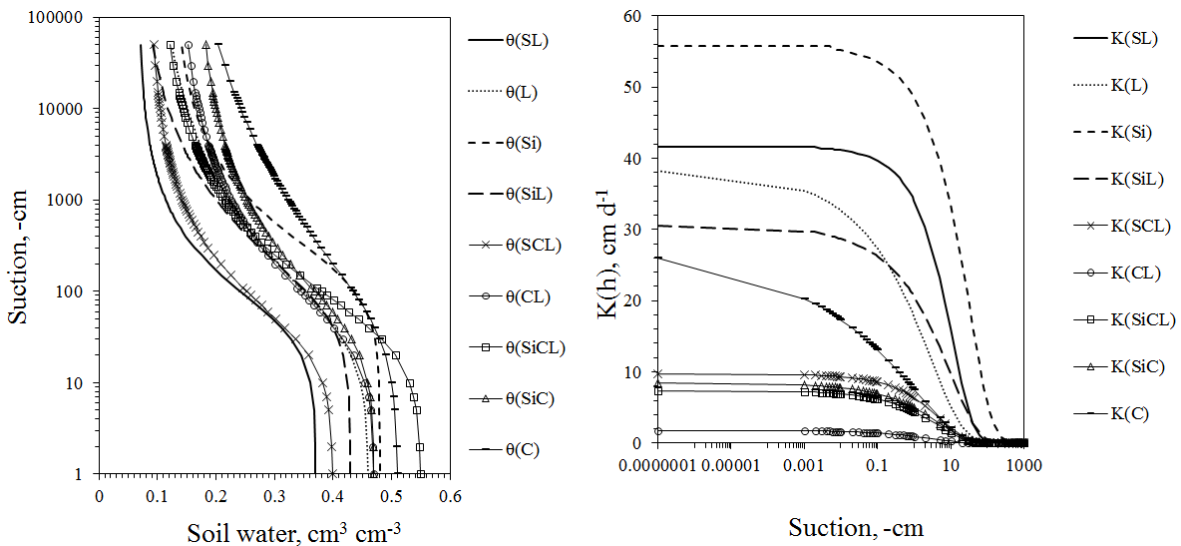 100000
10000
1000
100
10
1
Suction, -cm
0
0.1
0.2
0.3
0.4
0.5
0.6
Soil water, cm³ cm⁻³
θ(SL)
θ(L)
θ(Si)
θ(SiL)
θ(SCL)
θ(CL)
θ(SiCL)
θ(SiC)
θ(C)
60
50
40
30
20
10
0
K(h), cm d⁻¹
0.0000001
0.00001
0.001
0.1
10
1000
Suction, -cm
K(SL)
K(L)
K(Si)
K(SiL)
K(SCL)
K(CL)
K(SiCL)
K(SiC)
K(C)